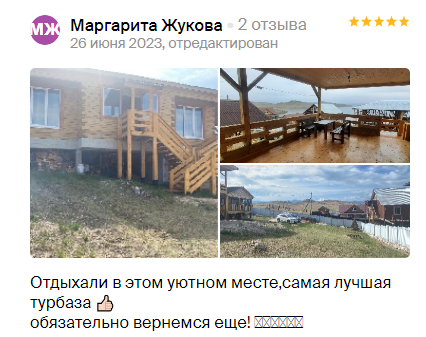 МЖ
Маргарита Жукова • 2 отзыва
26 июня 2023, отредактирован
Отдыхали в этом уютном месте,самая лучшая
турбаза 👍🏻
обязательно вернемся еще!